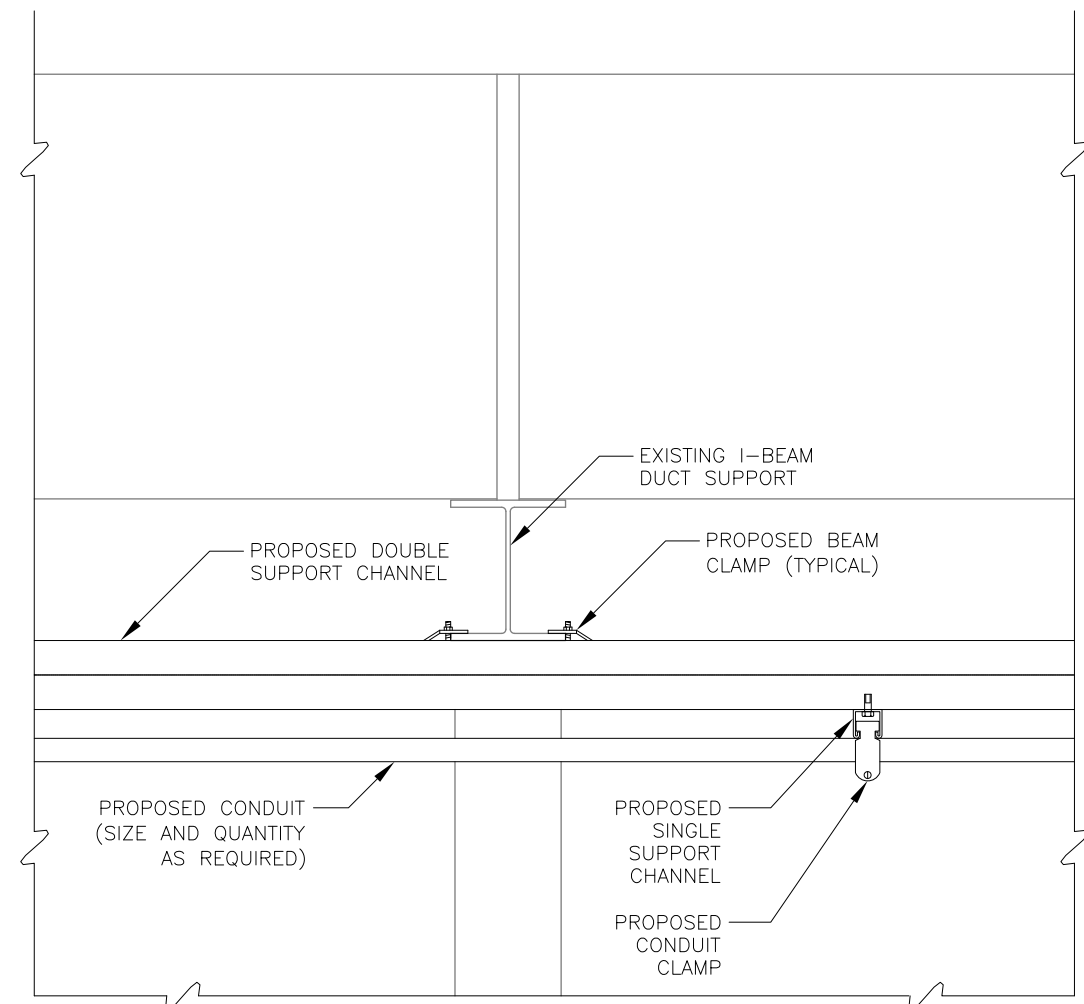 EXISTING I-BEAM
DUCT SUPPORT
PROPOSED DOUBLE
SUPPORT CHANNEL
PROPOSED BEAM
CLAMP (TYPICAL)
PROPOSED CONDUIT
(SIZE AND QUANTITY
AS REQUIRED)
PROPOSED
SINGLE
SUPPORT
CHANNEL
PROPOSED
CONDUIT
CLAMP